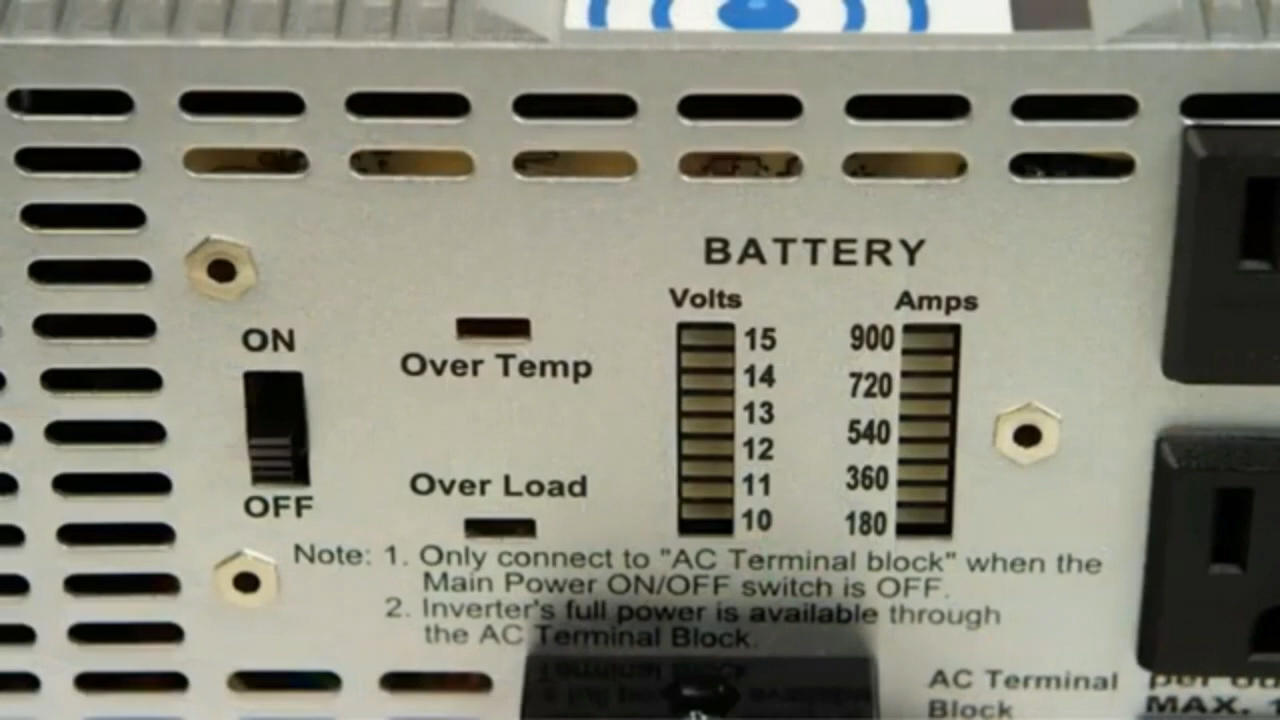 BATTERY
Volts
Amps
ON
OFF
Over Temp
Over Load
15
14
13
12
11
10
900
720
540
360
180
Note: 1. Only connect to "AC Terminal block" when the
Main Power ON/OFF switch is OFF.
2. Inverter's full power is available through
the AC Terminal Block.
AC Terminal
Block
per
MAX.